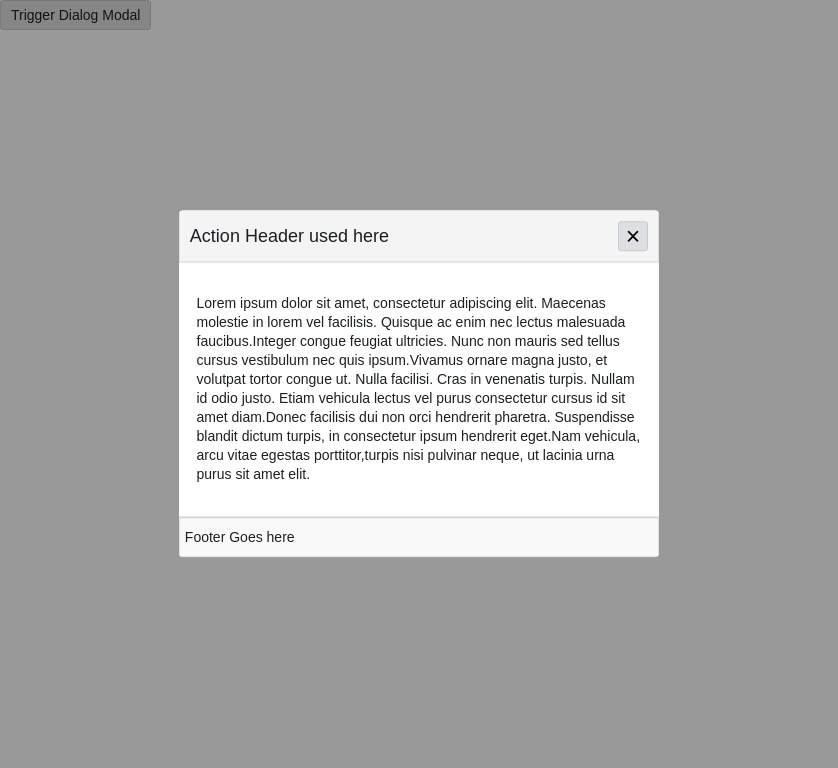 Trigger Dialog Modal
Action Header used here
Lorem ipsum dolor sit amet, consectetur adipiscing elit. Maecenas
molestie in lorem vel facilisis. Quisque ac enim nec lectus malesuada
faucibus.Integer congue feugiat ultricies. Nunc non mauris sed tellus
cursus vestibulum nec quis ipsum.Vivamus ornare magna justo, et
volutpat tortor congue ut. Nulla facilisi. Cras in venenatis turpis. Nullam
id odio justo. Etiam vehicula lectus vel purus consectetur cursus id sit
amet diam.Donec facilisis dui non orci hendrerit pharetra. Suspendisse
blandit dictum turpis, in consectetur ipsum hendrerit eget.Nam vehicula,
arcu vitae egestas porttitor,turpis nisi pulvinar neque, ut lacinia urna
purus sit amet elit.
Footer Goes here